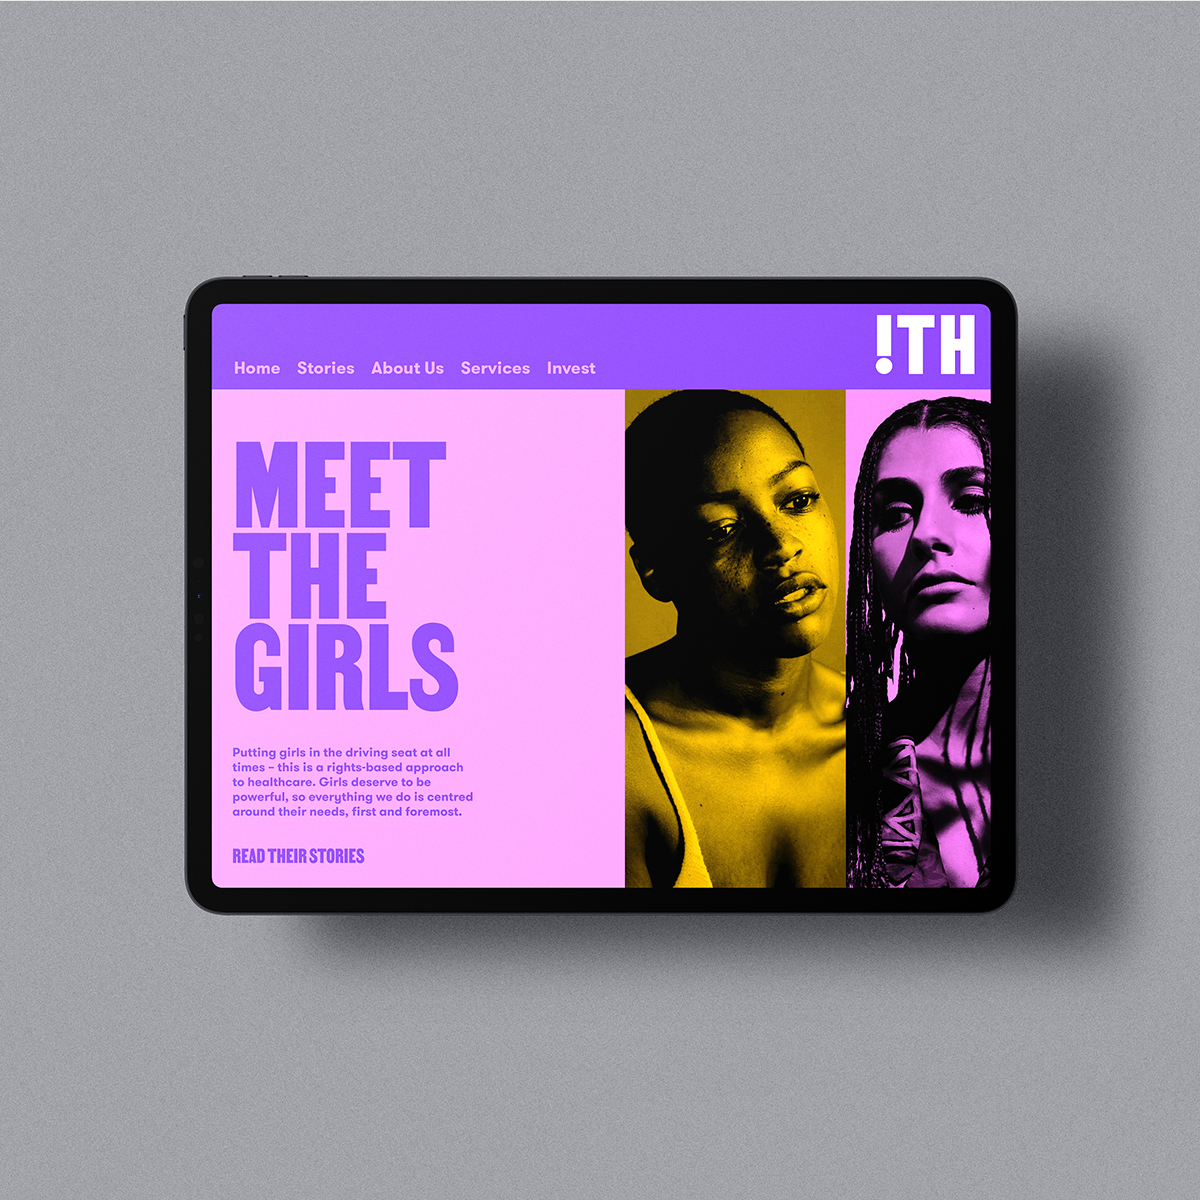 !TH
Home Stories About Us Services Invest
MEET
THE
GIRLS
Putting girls in the driving seat at all
times – this is a rights-based approach
to healthcare. Girls deserve to be
powerful, so everything we do is centred
around their needs, first and foremost.
READ THEIR STORIES